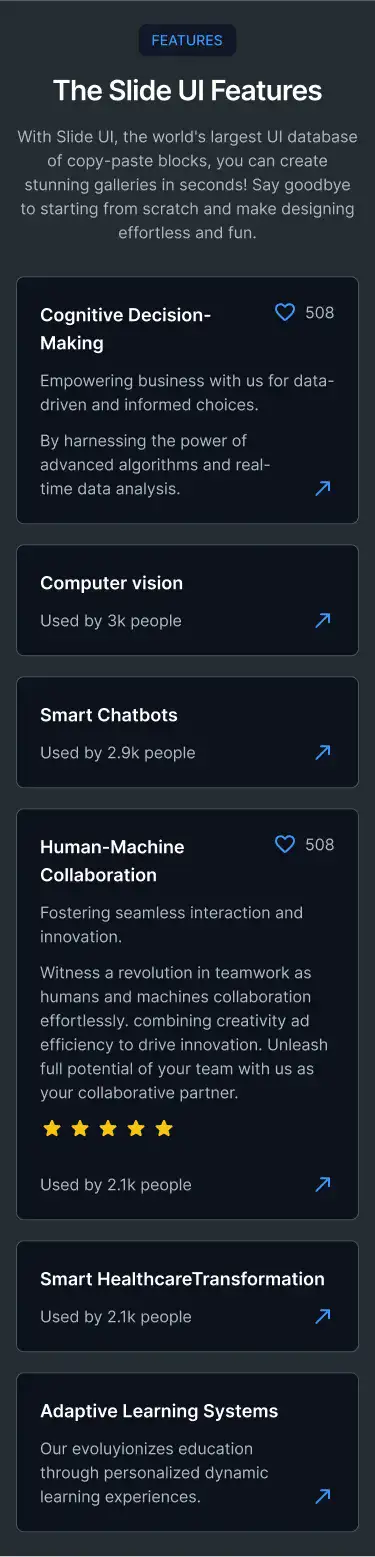 FEATURES
The Slide UI Features
With Slide UI, the world's largest UI database
of copy-paste blocks, you can create
stunning galleries in seconds! Say goodbye
to starting from scratch and make designing
effortless and fun.
Cognitive Decision-
Making
508
Empowering business with us for data-
driven and informed choices.
By harnessing the power of
advanced algorithms and real-
time data analysis.
Computer vision
Used by 3k people
Smart Chatbots
Used by 2.9k people
Human-Machine
Collaboration
508
Fostering seamless interaction and
innovation.
Witness a revolution in teamwork as
humans and machines collaboration
effortlessly. combining creativity ad
efficiency to drive innovation. Unleash
full potential of your team with us as
your collaborative partner.
Used by 2.1k people
Smart HealthcareTransformation
Used by 2.1k people
Adaptive Learning Systems
Our evoluyionizes education
through personalized dynamic
learning experiences.